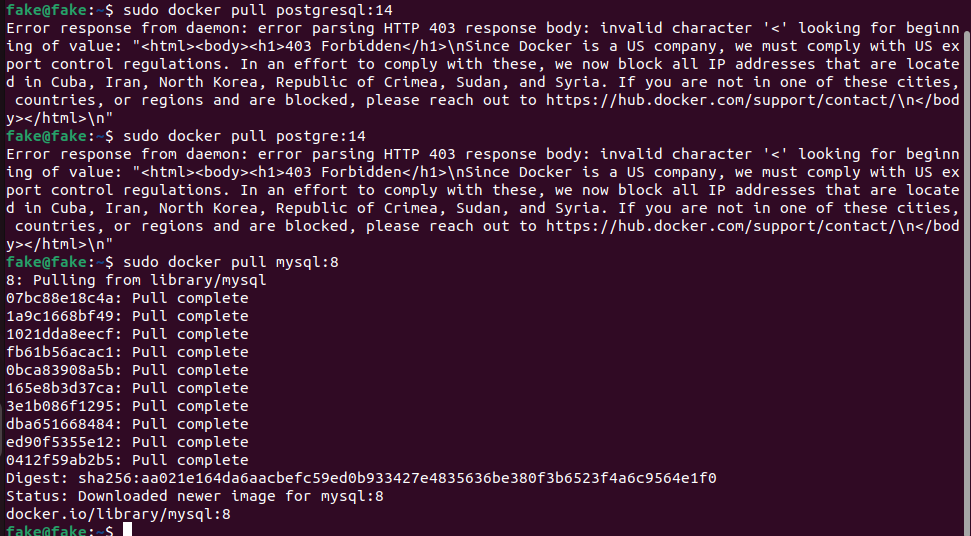 fake@fake:~$ sudo docker pull postgresql:14
Error response from daemon: error parsing HTTP 403 response body: invalid character '<' looking for beginn
ing of value: "<html><body><h1>403 Forbidden</h1>\nSince Docker is a US company, we must comply with US ex
port control regulations. In an effort to comply with these, we now block all IP addresses that are locate
d in Cuba, Iran, North Korea, Republic of Crimea, Sudan, and Syria. If you are not in one of these cities,
 countries, or regions and are blocked, please reach out to https://hub.docker.com/support/contact/\n</bod
y></html>\n"
fake@fake:~$ sudo docker pull postgre:14
Error response from daemon: error parsing HTTP 403 response body: invalid character '<' looking for beginn
ing of value: "<html><body><h1>403 Forbidden</h1>\nSince Docker is a US company, we must comply with US ex
port control regulations. In an effort to comply with these, we now block all IP addresses that are locate
d in Cuba, Iran, North Korea, Republic of Crimea, Sudan, and Syria. If you are not in one of these cities,
 countries, or regions and are blocked, please reach out to https://hub.docker.com/support/contact/\n</bod
y></html>\n"
fake@fake:~$ sudo docker pull mysql:8
8: Pulling from library/mysql
07bc88e18c4a: Pull complete
1a9c1668bf49: Pull complete
1021dda8eecf: Pull complete
fb61b56acac1: Pull complete
0bca83908a5b: Pull complete
165e8b3d37ca: Pull complete
3e1b086f1295: Pull complete
dba651668484: Pull complete
ed90f5355e12: Pull complete
0412f59ab2b5: Pull complete
Digest: sha256:aa021e164da6aacbefc59ed0b933427e4835636be380f3b6523f4a6c9564e1f0
Status: Downloaded newer image for mysql:8
docker.io/library/mysql:8
fake@fake:~$